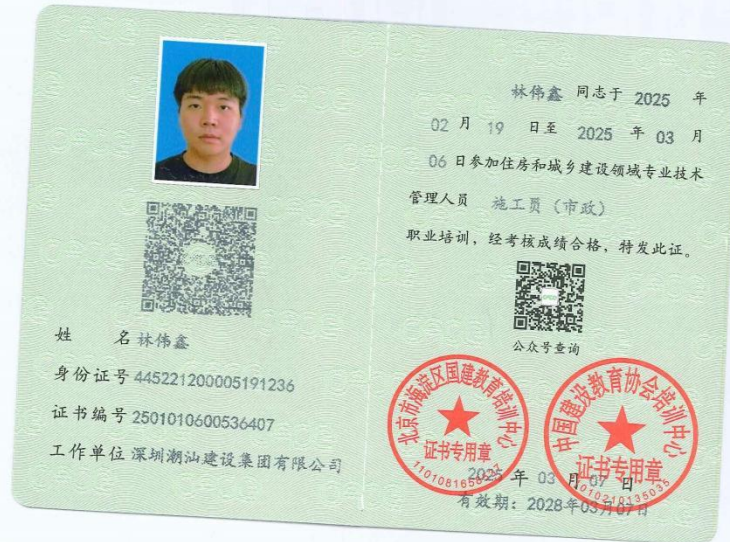 姓 名 林伟鑫
身份证号 445221200005191236
证书编号 2501010600536407
工作单位 深圳潮汕建设集团有限公司
林伟鑫 同志于 2025 年
02 月 19 日至 2025 年 03 月
06 日参加住房和城乡建设领域专业技术
管理人员 施工员（市政）
职业培训，经考核成绩合格，特发此证。
公众号查询
北京市海淀区国建教育培训中心
证书专用章
中国建设教育协会培训中心
证书专用章
1010210135035
2025 年 03 月 07 日
有效期：2028年03月07日